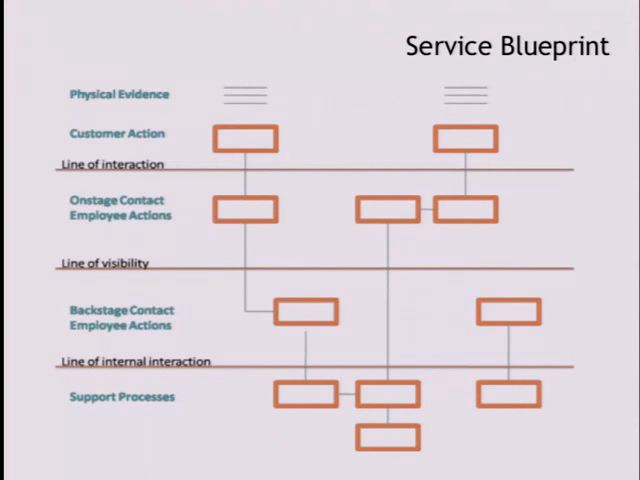 Service Blueprint
Physical Evidence
Customer Action
Line of interaction
Onstage Contact
Employee Actions
Line of visibility
Backstage Contact
Employee Actions
Line of internal interaction
Support Processes